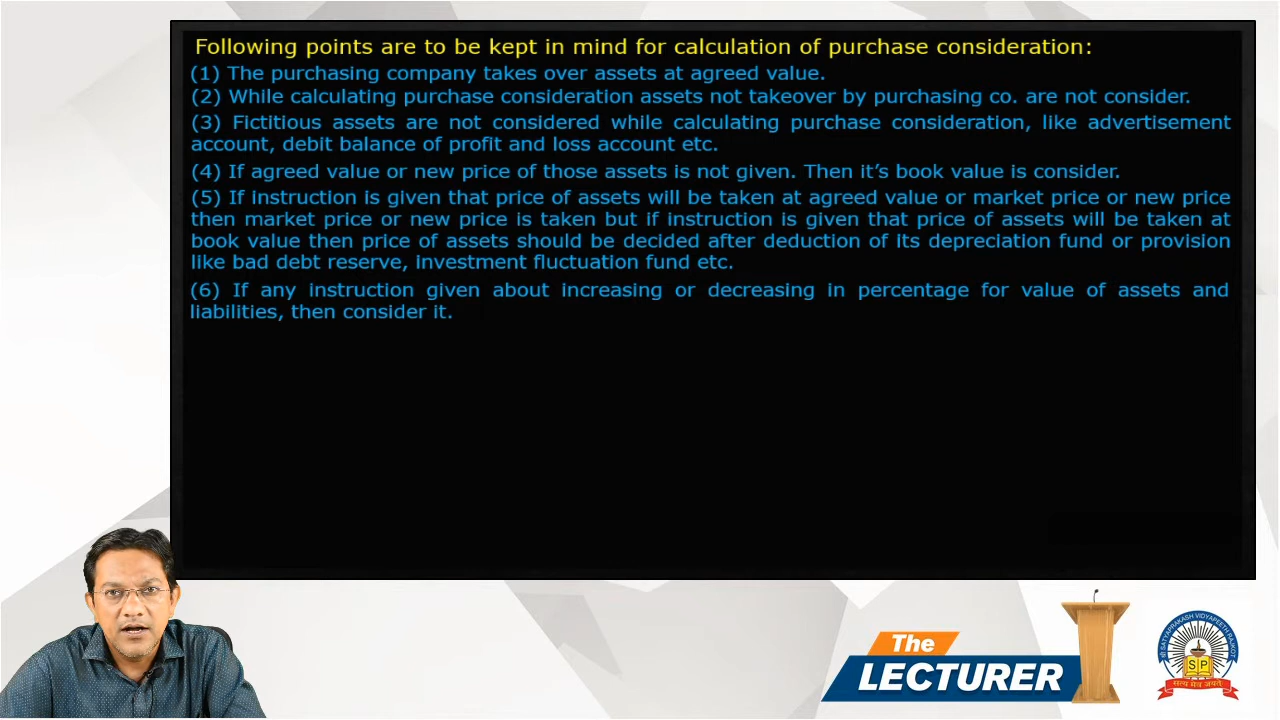 Following points are to be kept in mind for calculation of purchase consideration:
(1) The purchasing company takes over assets at agreed value.
(2) While calculating purchase consideration assets not takeover by purchasing co. are not consider.
(3) Fictitious assets are not considered while calculating purchase consideration, like advertisement
account, debit balance of profit and loss account etc.
(4) If agreed value or new price of those assets is not given. Then it’s book value is consider.
(5) If instruction is given that price of assets will be taken at agreed value or market price or new price
then market price or new price is taken but if instruction is given that price of assets will be taken at
book value then price of assets should be decided after deduction of its depreciation fund or provision
like bad debt reserve, investment fluctuation fund etc.
(6) If any instruction given about increasing or decreasing in percentage for value of assets and
liabilities, then consider it.
The
LECTURER
SATYAPRAKASH VIDYAPEETH RAJKOT
SP
सत्यमेव जयते